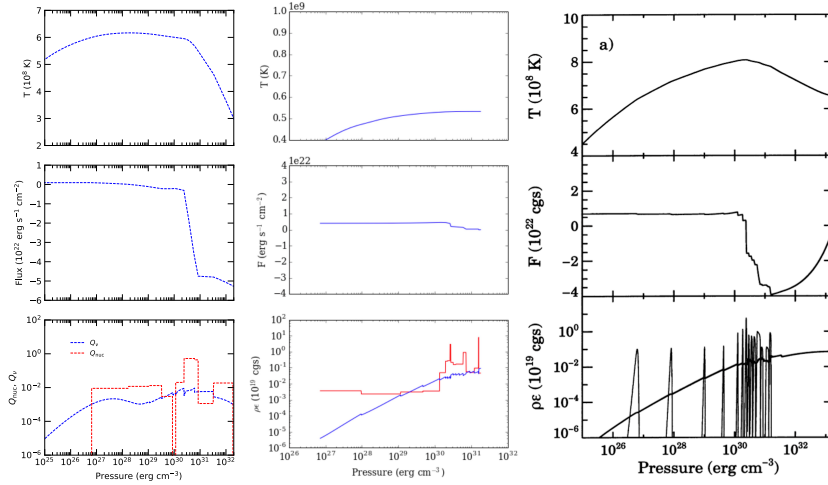 7
6
5
4
3
2
T (10⁸ K)
1
0
−1
−2
−3
−4
−5
−6
Flux (10²² erg s⁻¹ cm⁻²)
10²
10⁰
10⁻²
10⁻⁴
10⁻⁶
Q_nuc, Q_ν
Q_ν
Q_nuc
10²⁵ 10²⁶ 10²⁷ 10²⁸ 10²⁹ 10³⁰ 10³¹ 10³²
Pressure (erg cm⁻³)
1e9
1.0
0.9
0.8
0.7
0.6
0.5
0.4
T (K)
1e22
4
3
2
1
0
−1
−2
−3
−4
F (erg s⁻¹ cm⁻²)
10²
10¹
10⁰
10⁻¹
10⁻²
10⁻³
10⁻⁴
10⁻⁵
10⁻⁶
ρϵ (10¹⁹ cgs)
10²⁶ 10²⁷ 10²⁸ 10²⁹ 10³⁰ 10³¹ 10³²
Pressure (erg cm⁻³)
a)
10
8
6
4
T (10⁸ K)
2
0
−2
−4
F (10²² cgs)
10⁰
10⁻²
10⁻⁴
10⁻⁶
ρε (10¹⁹ cgs)
10²⁶ 10²⁸ 10³⁰ 10³²
Pressure (erg cm⁻³)